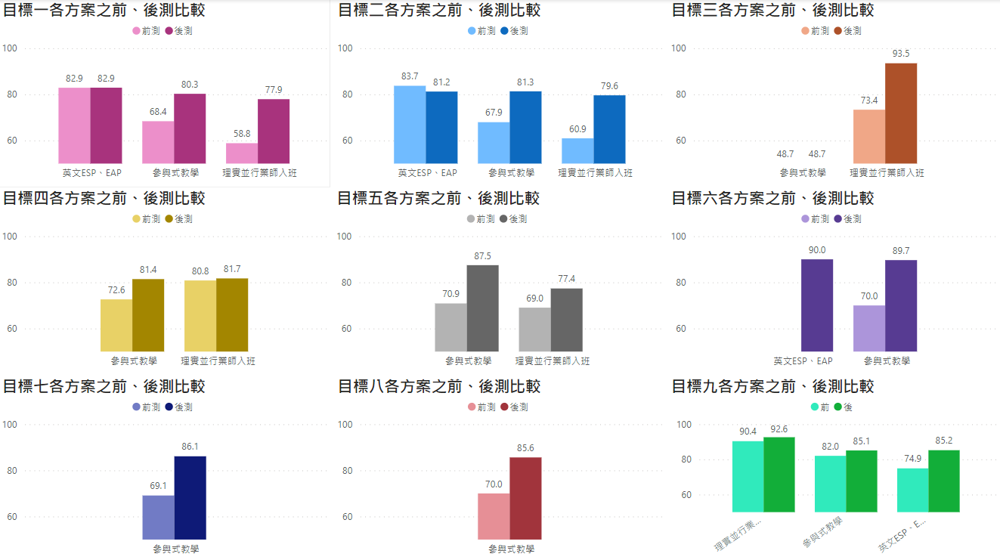 目標一各方案之前、後測比較
前測 後測
100
80
60
82.9 82.9
68.4 80.3
58.8 77.9
英文ESP、EAP 參與式教學 理實並行業師入班
目標二各方案之前、後測比較
前測 後測
100
80
60
83.7 81.2
67.9 81.3
60.9 79.6
英文ESP、EAP 參與式教學 理實並行業師入班
目標三各方案之前、後測比較
前測 後測
100
80
60
48.7 48.7
73.4 93.5
參與式教學 理實並行業師入班
目標四各方案之前、後測比較
前測 後測
100
80
60
72.6 81.4
80.8 81.7
參與式教學 理實並行業師入班
目標五各方案之前、後測比較
前測 後測
100
80
60
70.9 87.5
69.0 77.4
參與式教學 理實並行業師入班
目標六各方案之前、後測比較
前測 後測
100
80
60
90.0
70.0 89.7
英文ESP、EAP 參與式教學
目標七各方案之前、後測比較
前測 後測
100
80
60
69.1 86.1
參與式教學
目標八各方案之前、後測比較
前測 後測
100
80
60
70.0 85.6
參與式教學
目標九各方案之前、後測比較
前 後
100
80
60
90.4 92.6
82.0 85.1
74.9 85.2
理實並行業... 參與式教學 英文ESP、E...